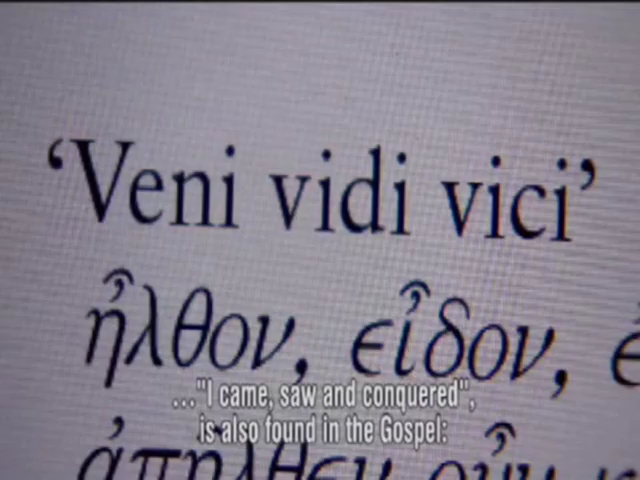 ‘Veni vidi vici’
ἦλθον, εἶδον,
..."I came, saw and conquered",
is also found in the Gospel: